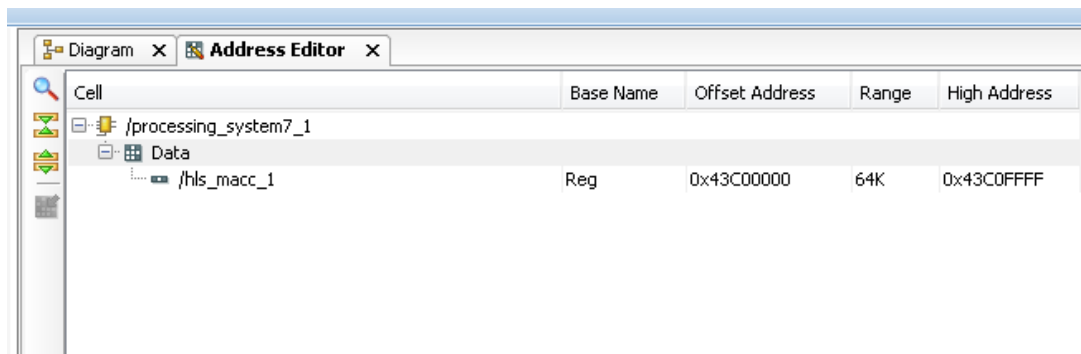 Diagram X Address Editor X
Cell Base Name Offset Address Range High Address
/processing_system7_1
Data
/hls_macc_1 Reg 0x43C00000 64K 0x43C0FFFF